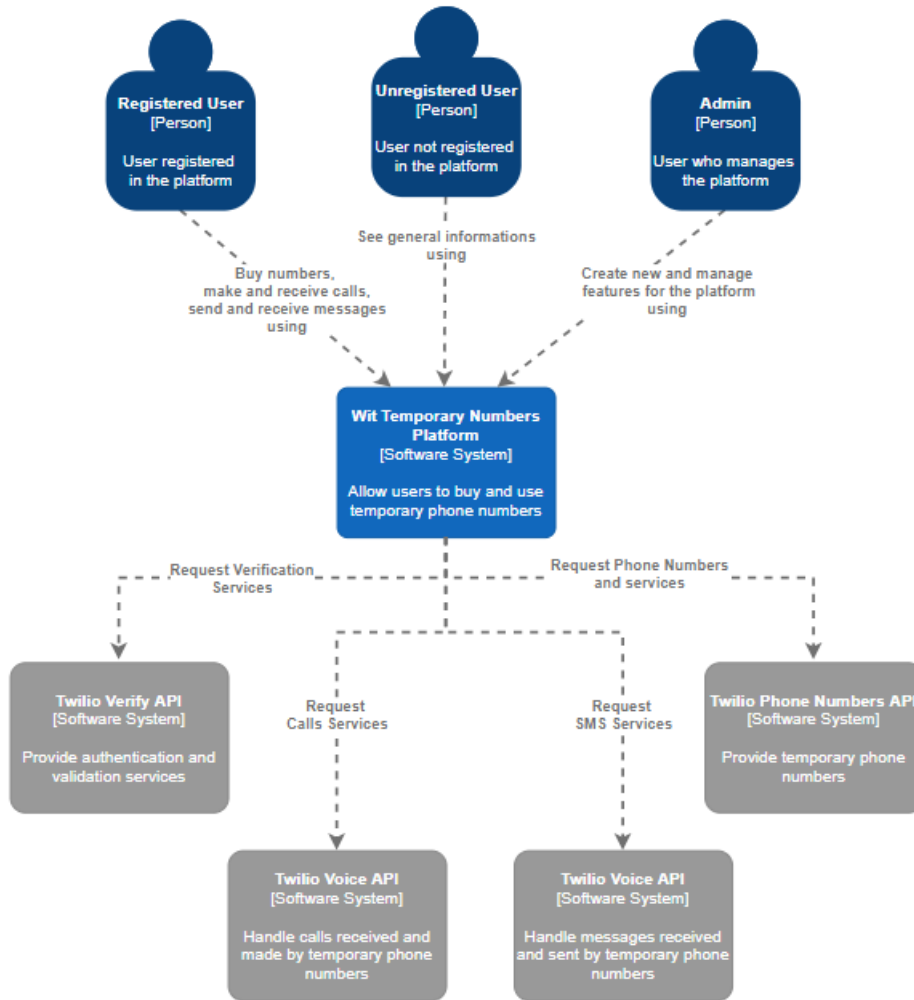 Registered User
[Person]
User registered
in the platform
Unregistered User
[Person]
User not registered
in the platform
Admin
[Person]
User who manages
the platform
Buy numbers,
make and receive calls,
send and receive messages
using
See general informations
using
Create new and manage
features for the platform
using
Wit Temporary Numbers
Platform
[Software System]
Allow users to buy and use
temporary phone numbers
Request Verification
Services
Request Phone Numbers
and services
Request
Calls Services
Request
SMS Services
Twilio Verify API
[Software System]
Provide authentication and
validation services
Twilio Phone Numbers API
[Software System]
Provide temporary phone
numbers
Twilio Voice API
[Software System]
Handle calls received and
made by temporary phone
numbers
Twilio Voice API
[Software System]
Handle messages received
and sent by temporary phone
numbers